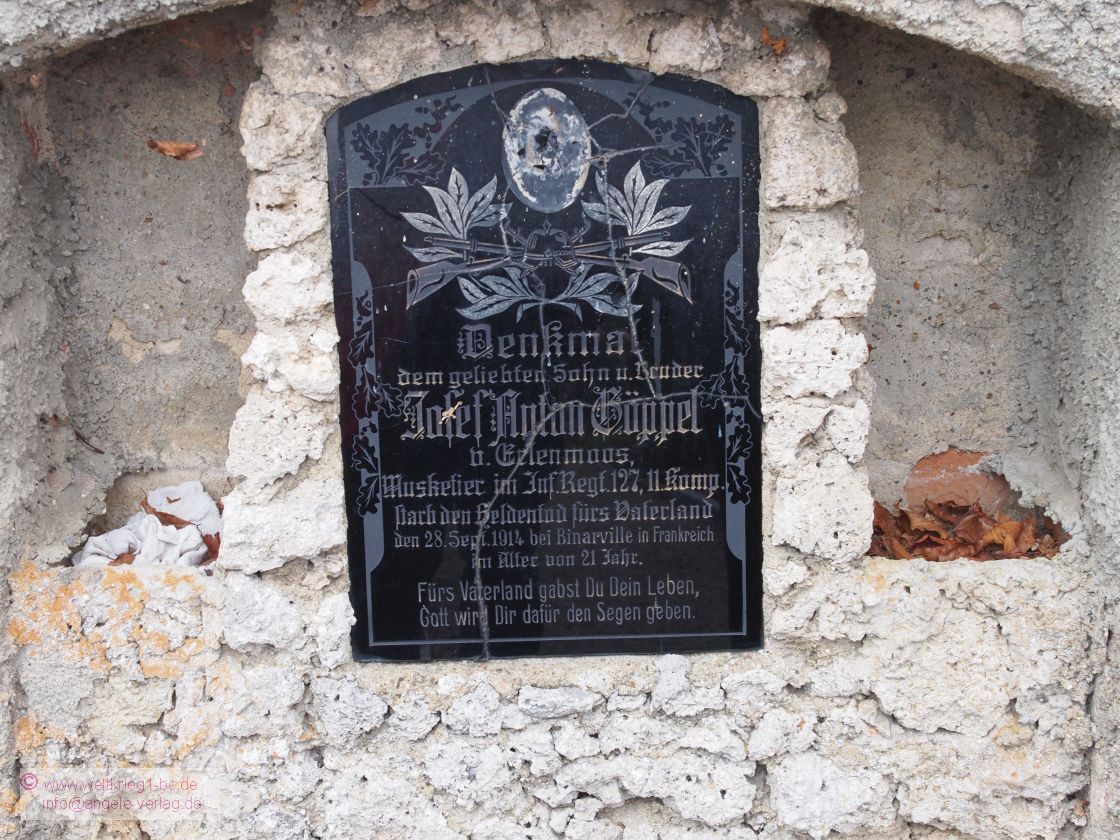 Denkmal
dem geliebten Sohn u. Bruder
Josef Anton Göppel
v. Erlenmoos,
Musketier im Inf. Regt. 127, 11. Komp.
starb den Heldentod fürs Vaterland
den 28. Sept. 1914 bei Binarville in Frankreich
im Alter von 21 Jahr.
Fürs Vaterland gabst Du Dein Leben,
Gott wird Dir dafür den Segen geben.
© www.weltkrieg1-bc.de
info@angele-verlag.de